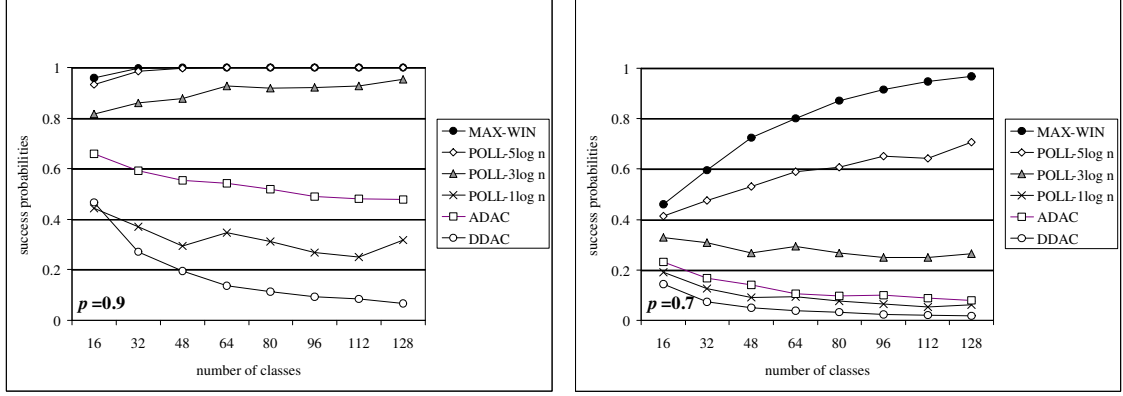 1
0.8
0.6
0.4
0.2
0
success probabilities
p =0.9
16 32 48 64 80 96 112 128
number of classes
MAX-WIN
POLL-5log n
POLL-3log n
POLL-1log n
ADAC
DDAC
1
0.8
0.6
0.4
0.2
0
success probabilities
p =0.7
16 32 48 64 80 96 112 128
number of classes
MAX-WIN
POLL-5log n
POLL-3log n
POLL-1log n
ADAC
DDAC